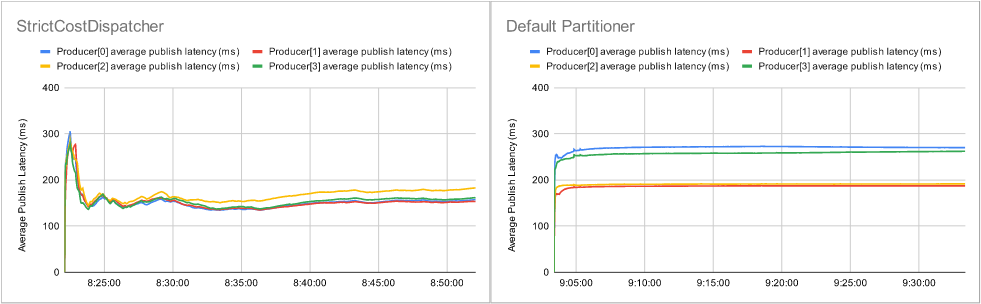 StrictCostDispatcher
Producer[0] average publish latency (ms) Producer[1] average publish latency (ms)
Producer[2] average publish latency (ms) Producer[3] average publish latency (ms)
Average Publish Latency (ms)
400
300
200
100
0
8:25:00 8:30:00 8:35:00 8:40:00 8:45:00 8:50:00
Default Partitioner
Producer[0] average publish latency (ms) Producer[1] average publish latency (ms)
Producer[2] average publish latency (ms) Producer[3] average publish latency (ms)
Average Publish Latency (ms)
400
300
200
100
0
9:05:00 9:10:00 9:15:00 9:20:00 9:25:00 9:30:00